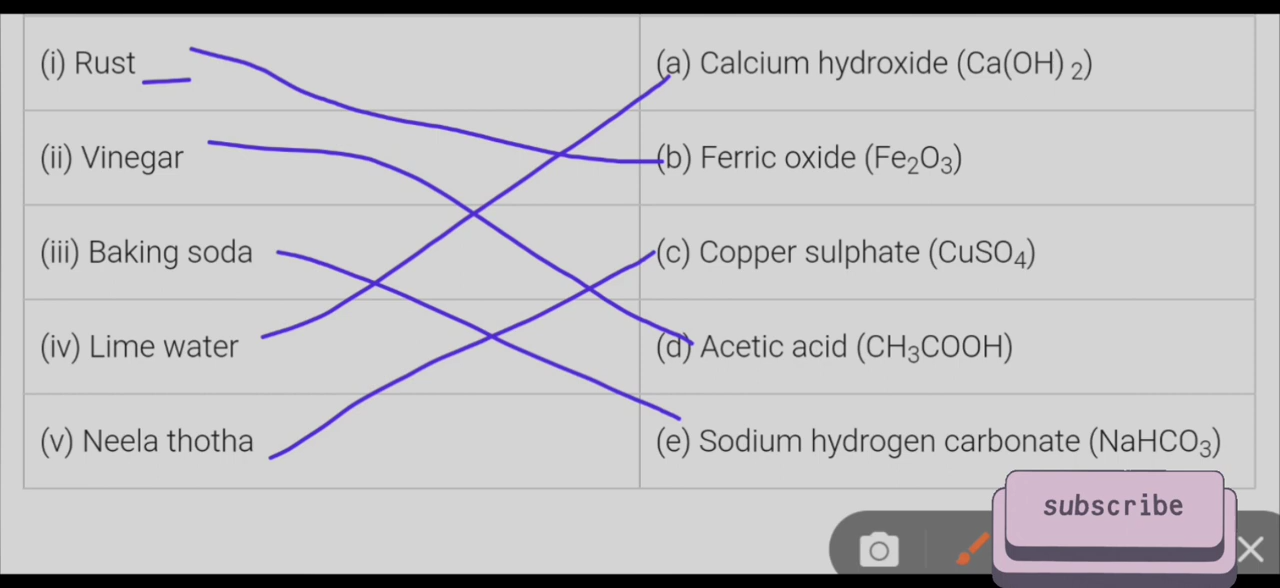 (i) Rust (a) Calcium hydroxide (Ca(OH) 2)
(ii) Vinegar (b) Ferric oxide (Fe2O3)
(iii) Baking soda (c) Copper sulphate (CuSO4)
(iv) Lime water (d) Acetic acid (CH3COOH)
(v) Neela thotha (e) Sodium hydrogen carbonate (NaHCO3)
subscribe